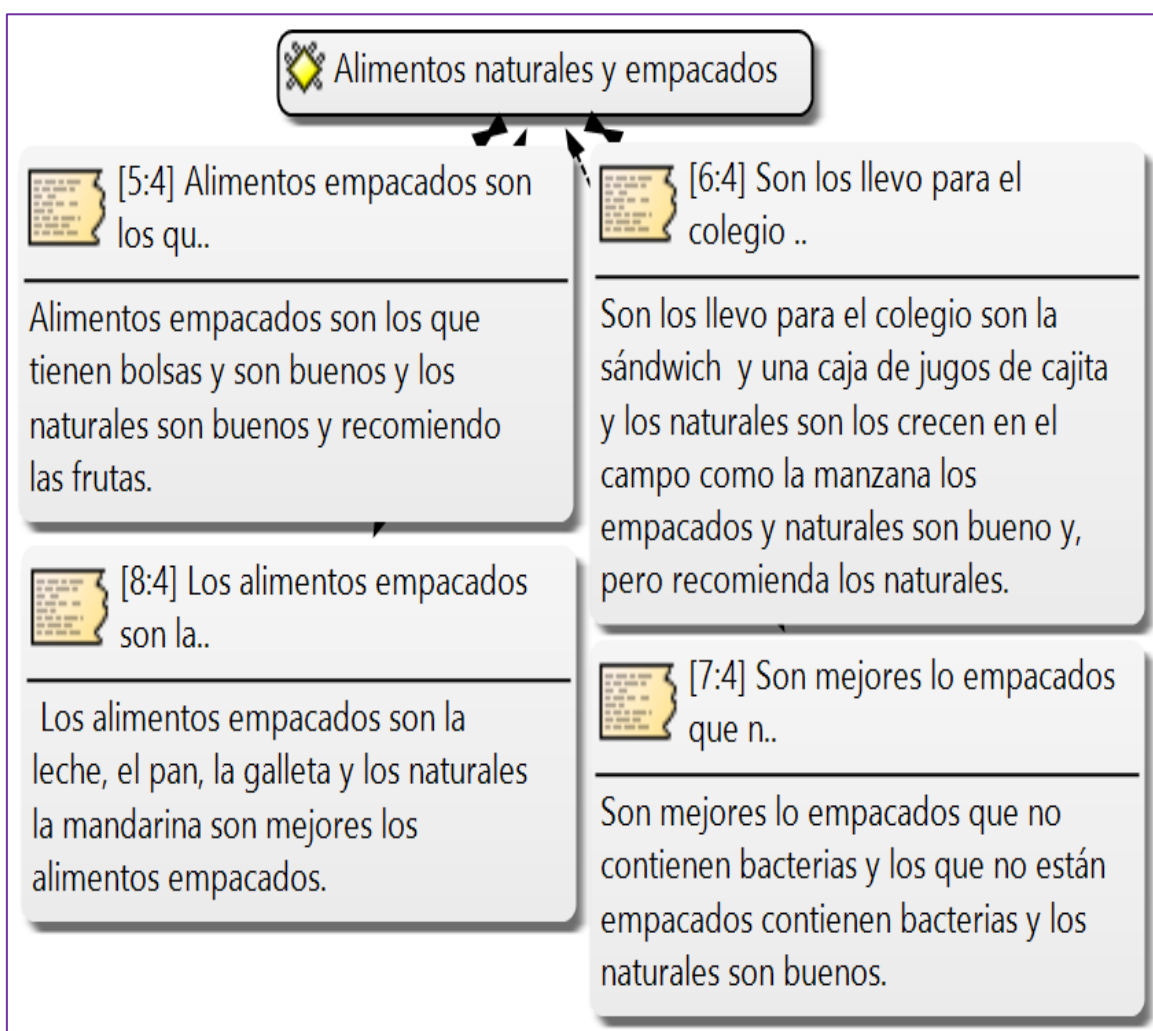 Alimentos naturales y empacados
[5:4] Alimentos empacados son
los qu..
Alimentos empacados son los que
tienen bolsas y son buenos y los
naturales son buenos y recomiendo
las frutas.
[6:4] Son los llevo para el
colegio ..
Son los llevo para el colegio son la
sándwich  y una caja de jugos de cajita
y los naturales son los crecen en el
campo como la manzana los
empacados y naturales son bueno y,
pero recomienda los naturales.
[8:4] Los alimentos empacados
son la..
Los alimentos empacados son la
leche, el pan, la galleta y los naturales
la mandarina son mejores los
alimentos empacados.
[7:4] Son mejores lo empacados
que n..
Son mejores lo empacados que no
contienen bacterias y los que no están
empacados contienen bacterias y los
naturales son buenos.